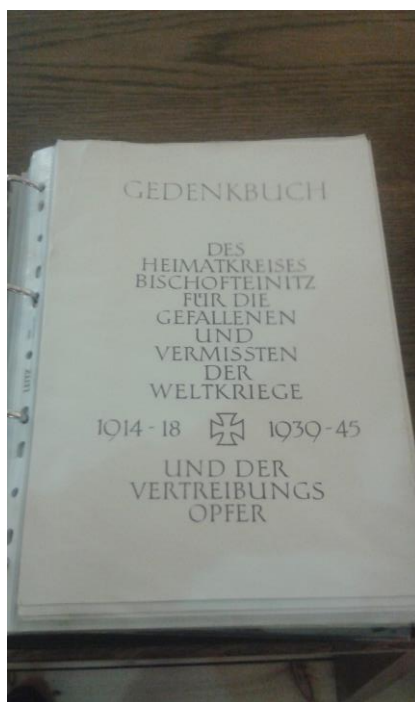 GEDENKBUCH
DES
HEIMATKREISES
BISCHOFTEINITZ
FÜR DIE
GEFALLENEN
UND
VERMISSTEN
DER
WELTKRIEGE
1914-18 1939-45
UND DER
VERTREIBUNGS
OPFER
LEITZ